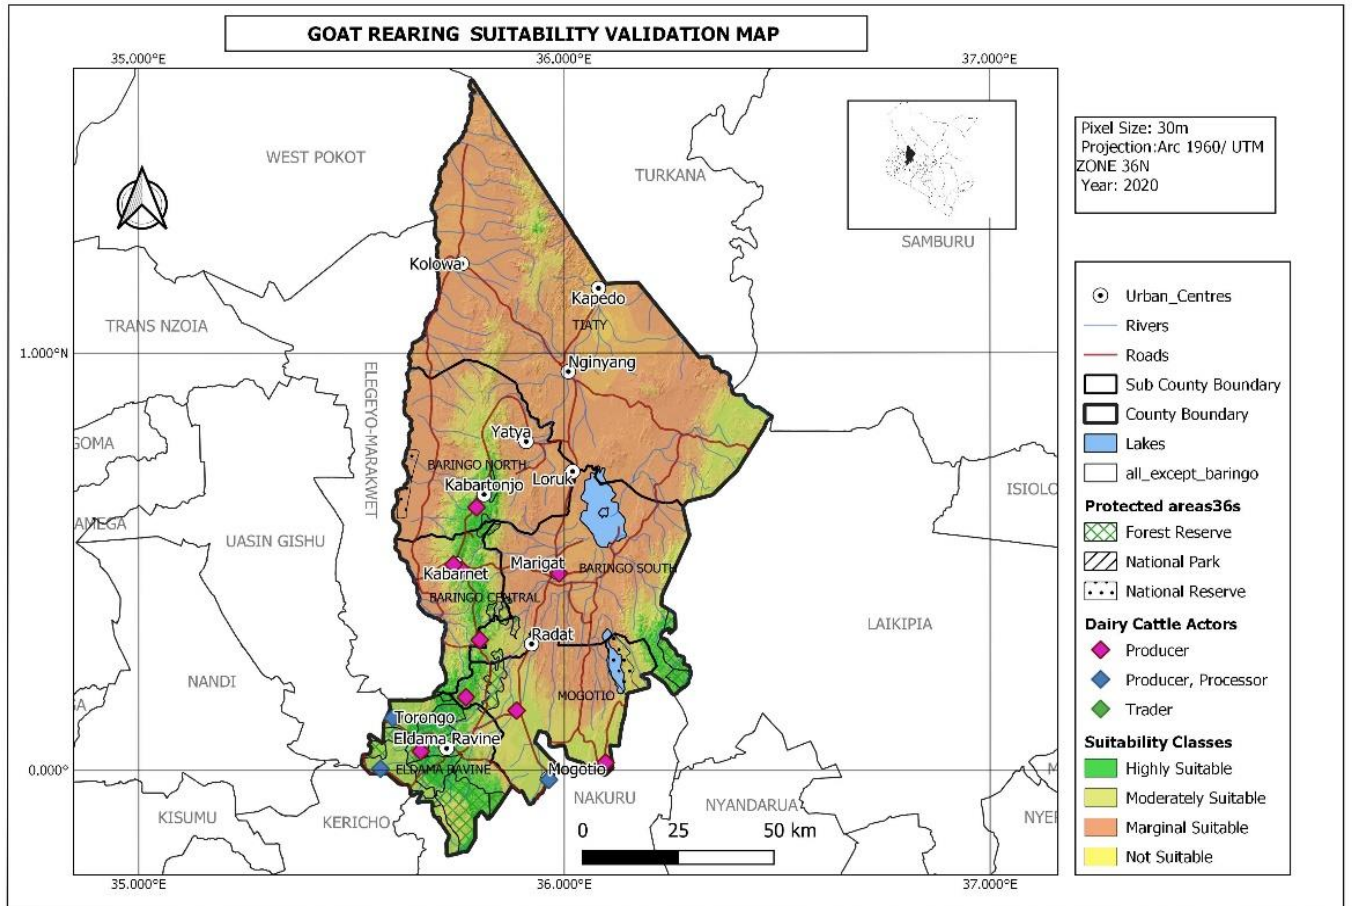 GOAT REARING  SUITABILITY VALIDATION MAP
35.000°E
36.000°E
37.000°E
WEST POKOT
TURKANA
SAMBURU
Kolowa
Kapedo
TIATY
TRANS NZOIA
1.000°N
Nginyang
ELEGEYO-MARAKWET
GOMA
Yatya
BARINGO NORTH
Loruk
Kabartonjo
ISIOLO
AMEGA
UASIN GISHU
Marigat
BARINGO SOUTH
Kabarnet
BARINGO CENTRAL
LAIKIPIA
Radat
NANDI
MOGOTIO
GA
Torongo
Eldama Ravine
0.000°
ELDAMA RAVINE
Mogotio
M
NAKURU
NYANDARUA
NYER
KISUMU
KERICHO
0
25
50 km
35.000°E
36.000°E
37.000°E
Pixel Size: 30m
Projection:Arc 1960/ UTM
ZONE 36N
Year: 2020
Urban_Centres
Rivers
Roads
Sub County Boundary
County Boundary
Lakes
all_except_baringo
Protected areas36s
Forest Reserve
National Park
National Reserve
Dairy Cattle Actors
Producer
Producer, Processor
Trader
Suitability Classes
Highly Suitable
Moderately Suitable
Marginal Suitable
Not Suitable